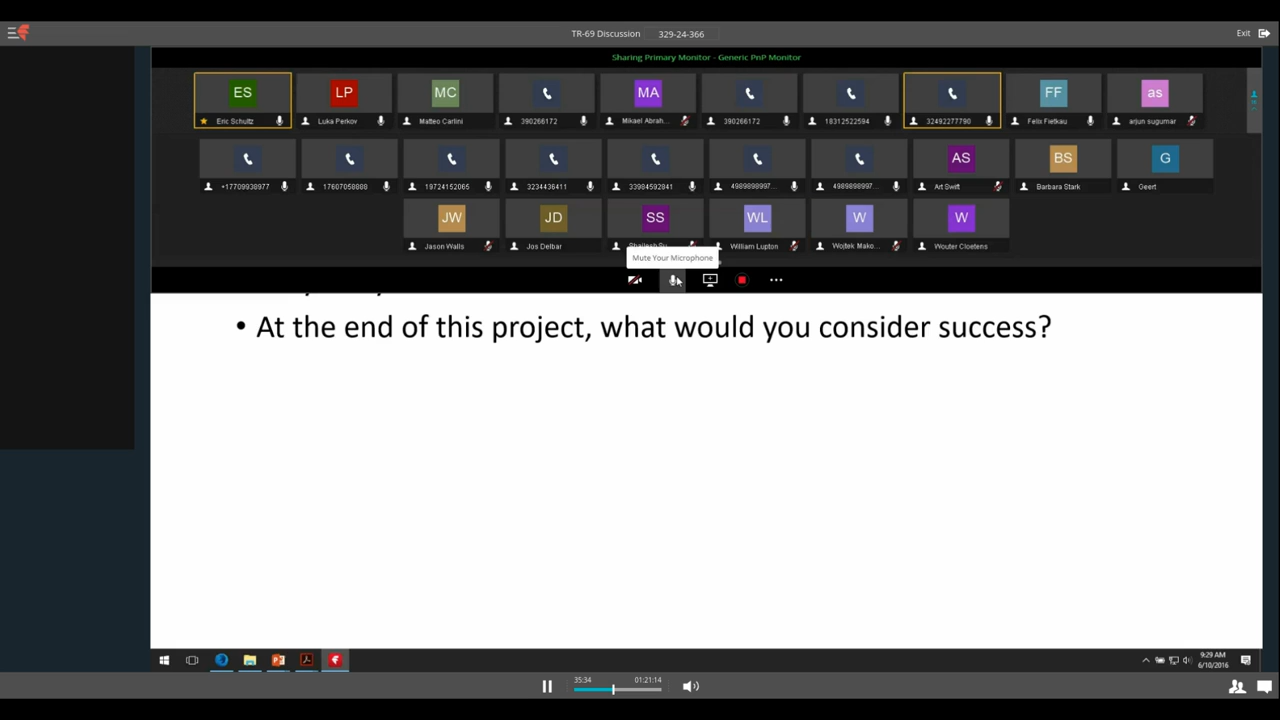 TR-69 Discussion 329-24-366 Exit
Sharing Primary Monitor - Generic PnP Monitor
ES LP MC MA FF as
Eric Schultz Luka Perkov Matteo Carlini 390266172 Mikael Abrah... 390266172 18312522594 32492277790 Felix Fietkau arjun sugumar
AS BS G
+17709938977 17607058888 19724152065 3234436411 33984592841 4989898997... 4989898997... Art Swift Barbara Stark Geert
JW JD SS WL W W
Jason Walls Jos Delbar William Lupton Wojtek Mako... Wouter Cloetens
Mute Your Microphone
• At the end of this project, what would you consider success?
9:29 AM
6/10/2016
35:34 01:21:14